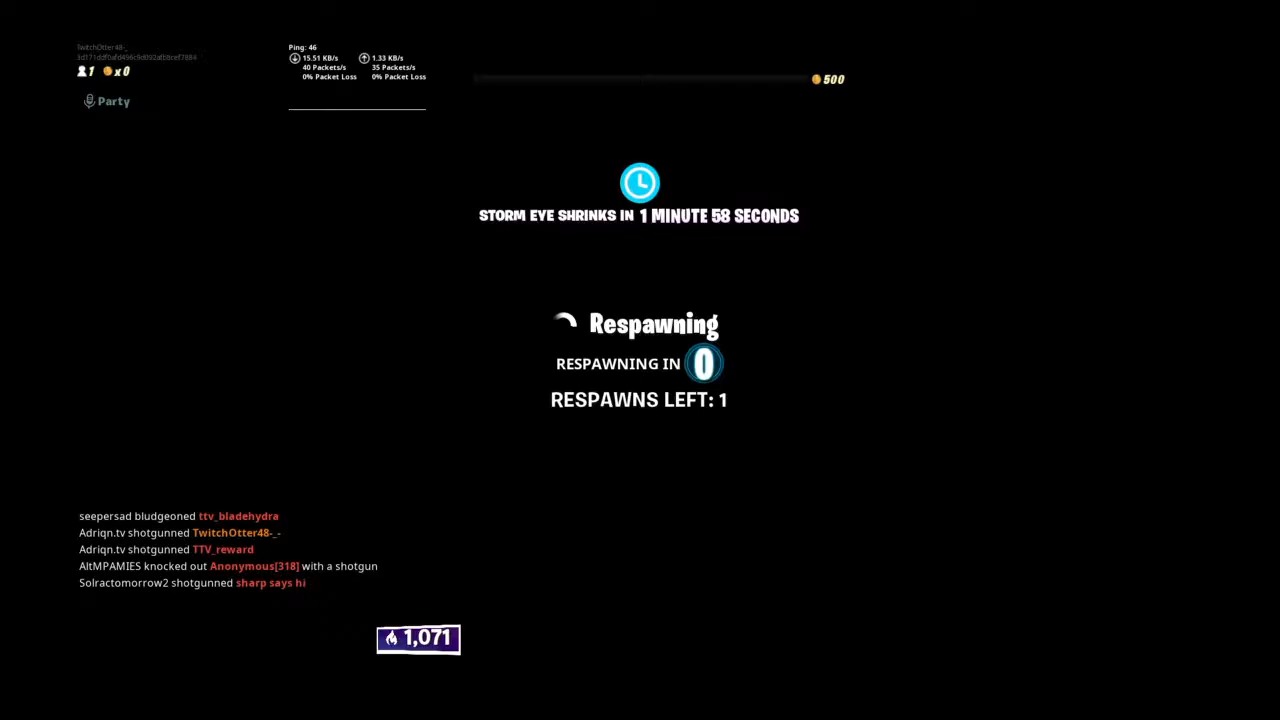 TwitchOtter48-_
1 x0
Party
Ping: 46
15.51 KB/s 1.33 KB/s
40 Packets/s 35 Packets/s
0% Packet Loss 0% Packet Loss
500
STORM EYE SHRINKS IN 1 MINUTE 58 SECONDS
Respawning
RESPAWNING IN 0
RESPAWNS LEFT: 1
seepersad bludgeoned ttv_bladehydra
Adriqn.tv shotgunned TwitchOtter48-_-
Adriqn.tv shotgunned TTV_reward
AltMPAMIES knocked out Anonymous[318] with a shotgun
Solractomorrow2 shotgunned sharp says hi
1,071